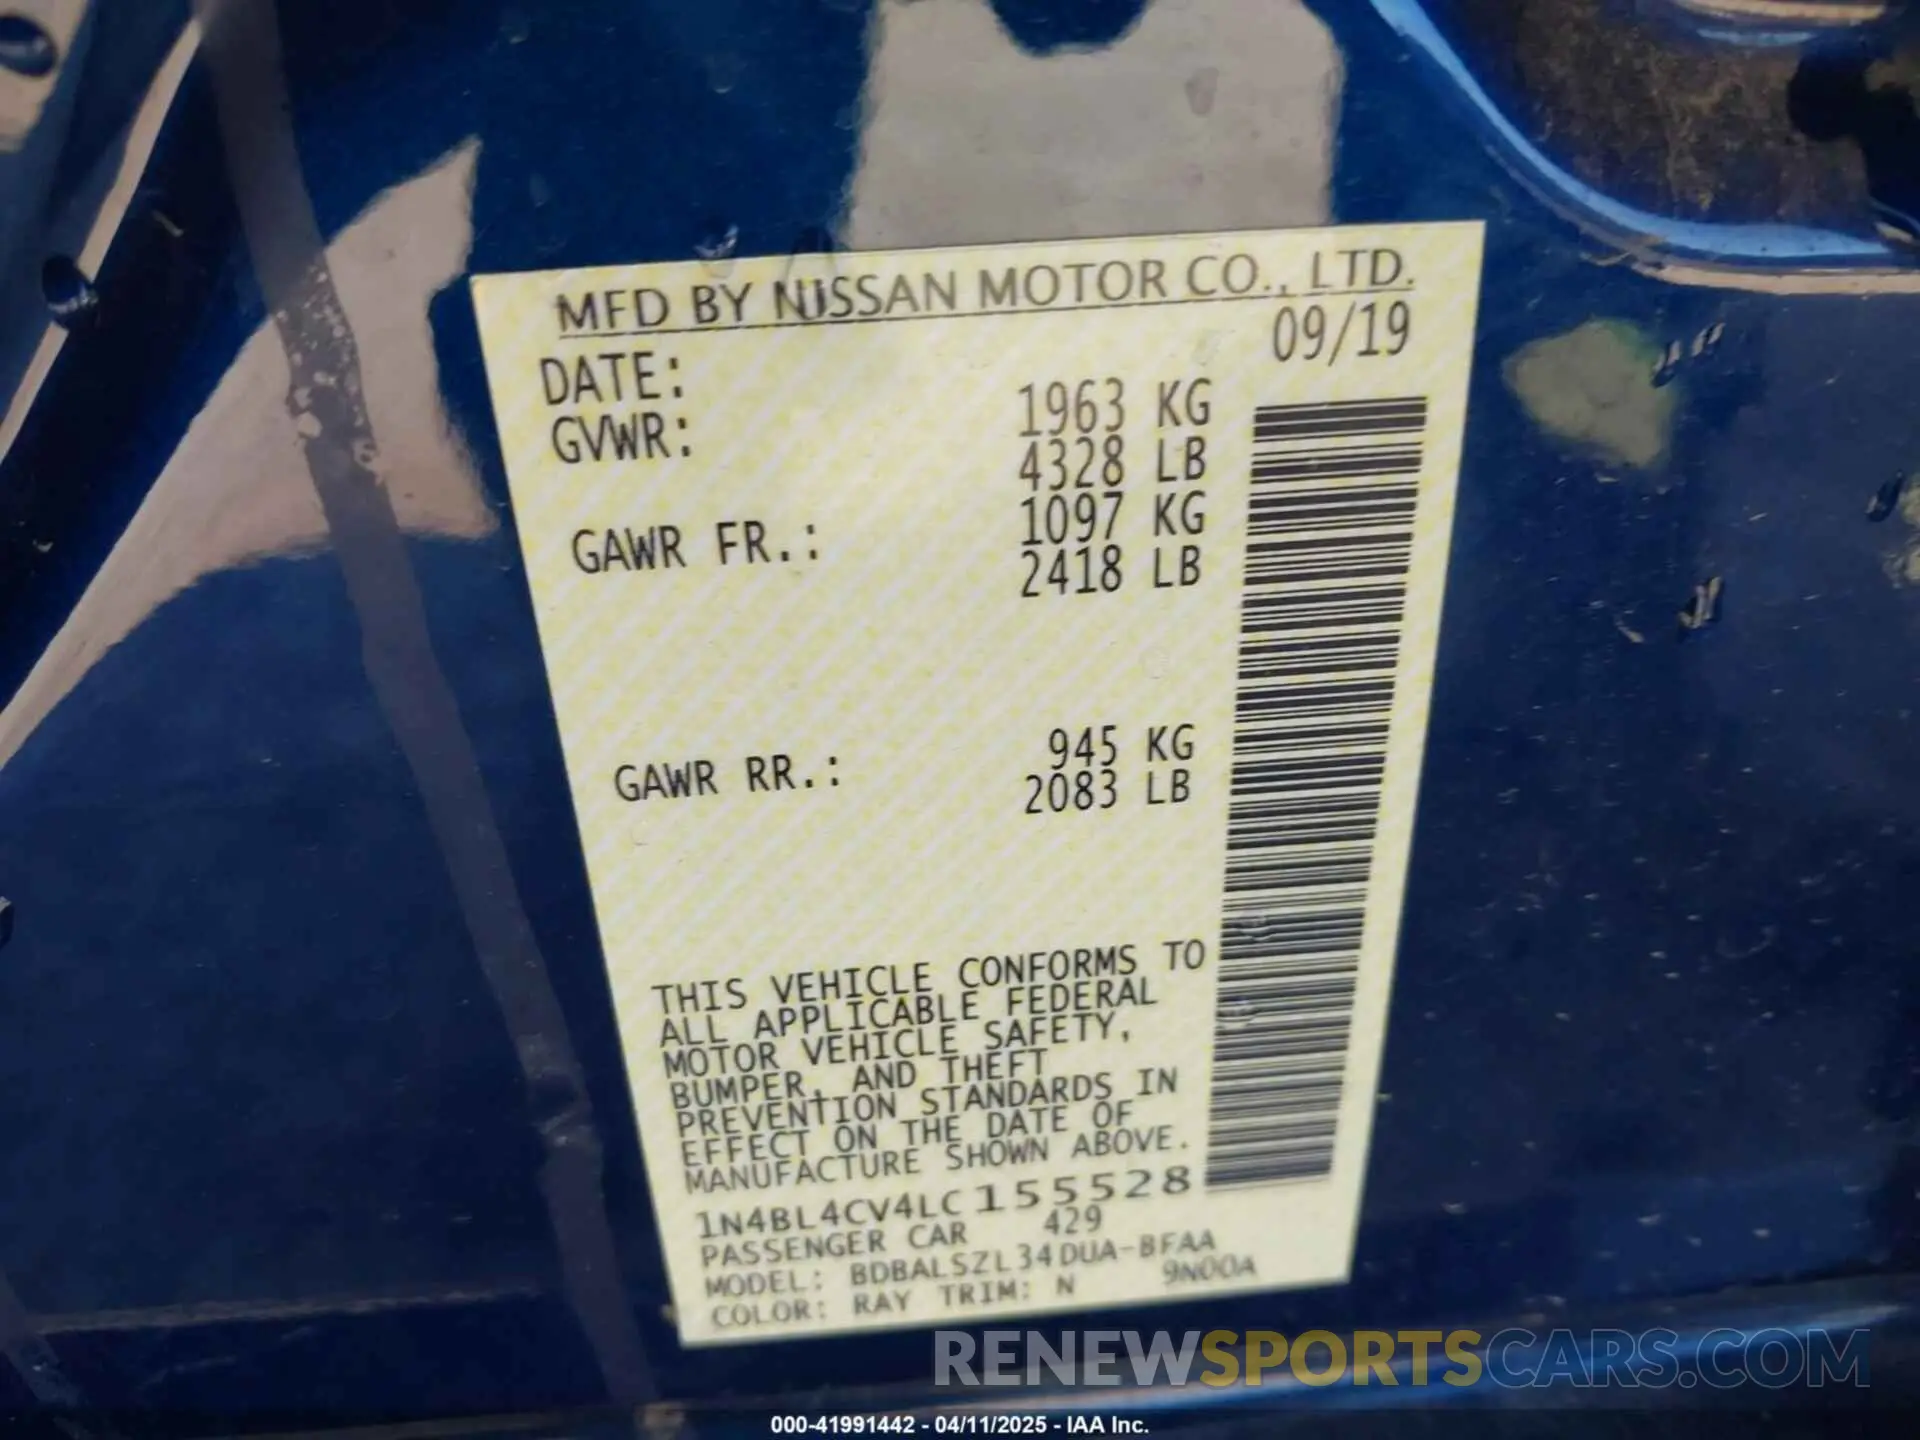 MFD BY NISSAN MOTOR CO., LTD.
DATE: 09/19
GVWR: 1963 KG
4328 LB
GAWR FR.: 1097 KG
2418 LB
GAWR RR.: 945 KG
2083 LB
THIS VEHICLE CONFORMS TO
ALL APPLICABLE FEDERAL
MOTOR VEHICLE SAFETY,
BUMPER, AND THEFT
PREVENTION STANDARDS IN
EFFECT ON THE DATE OF
MANUFACTURE SHOWN ABOVE.
1N4BL4CV4LC155528
PASSENGER CAR 429
MODEL: BDBALSZL34DUA-BFAA
COLOR: RAY TRIM: N 9N00A
RENEWSPORTSCARS.COM
000-41991442 - 04/11/2025 - IAA Inc.